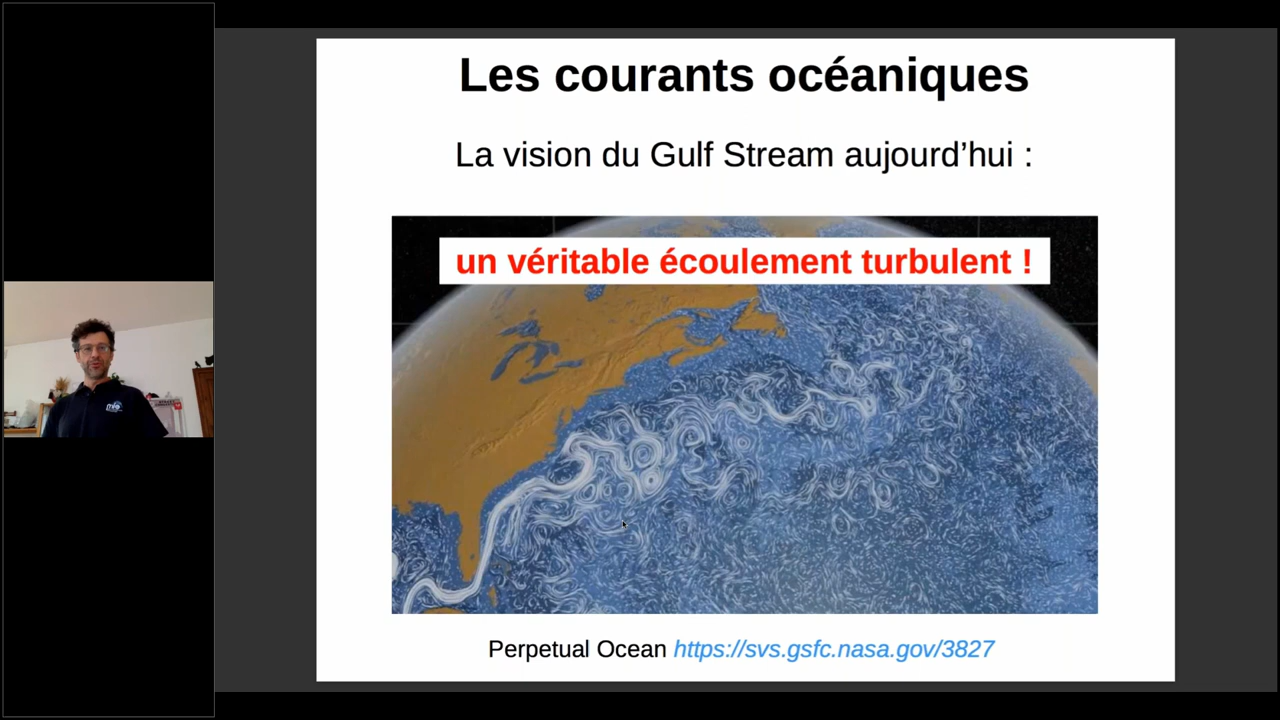 Les courants océaniques
La vision du Gulf Stream aujourd’hui :
un véritable écoulement turbulent !
Perpetual Ocean https://svs.gsfc.nasa.gov/3827